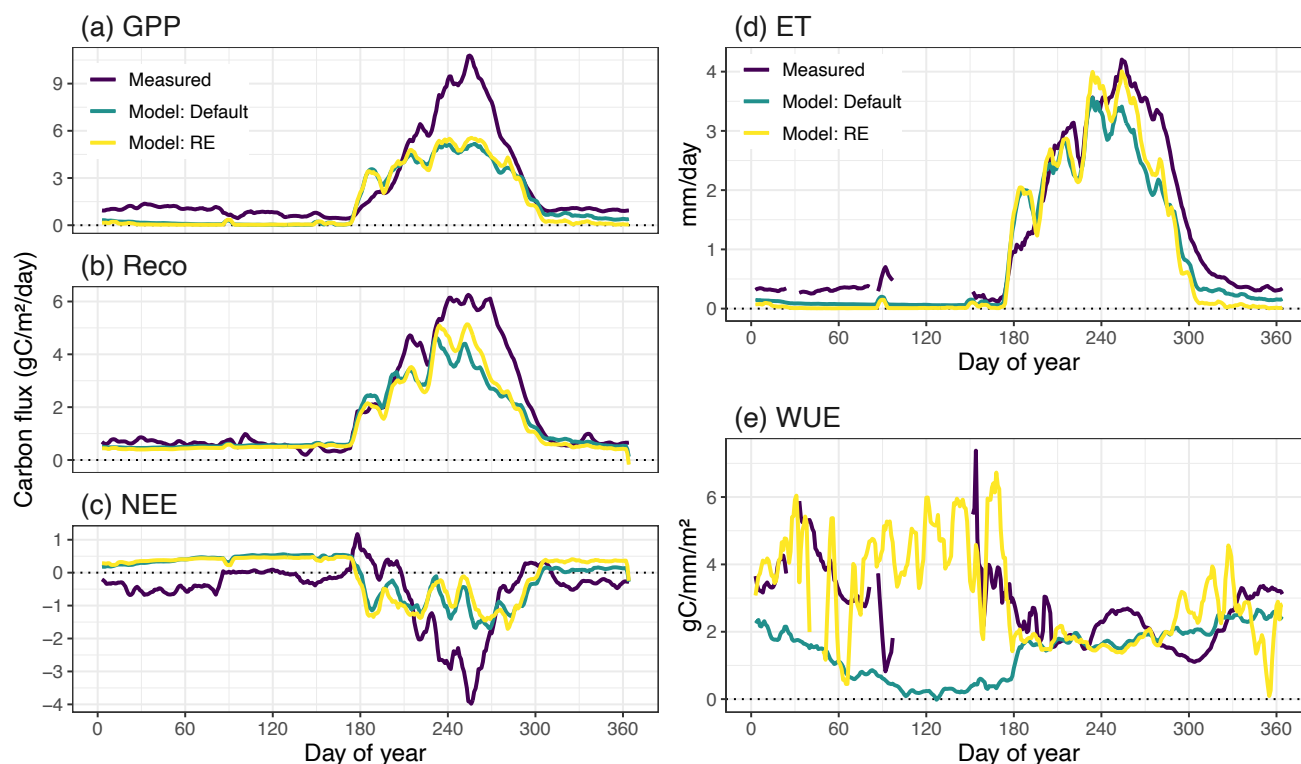 (a) GPP
Measured
Model: Default
Model: RE
9
6
3
0
(b) Reco
6
4
2
0
(c) NEE
1
0
−1
−2
−3
−4
0 60 120 180 240 300 360
Day of year
Carbon flux (gC/m²/day)
(d) ET
Measured
Model: Default
Model: RE
4
3
2
1
0
mm/day
0 60 120 180 240 300 360
Day of year
(e) WUE
6
4
2
0
gC/mm/m²
0 60 120 180 240 300 360
Day of year